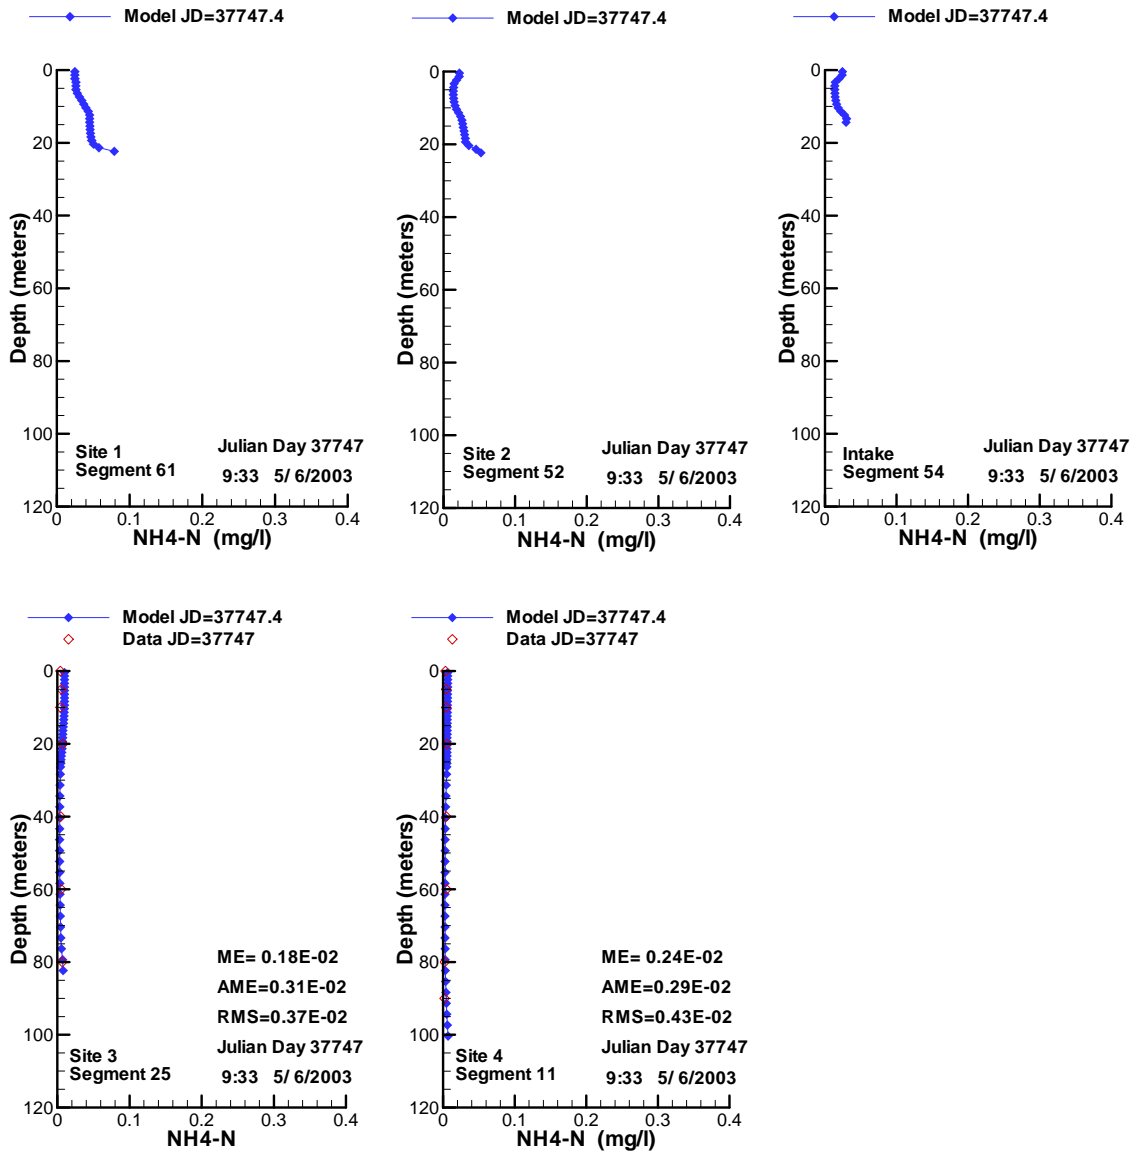 Model JD=37747.4
0
20
40
60
80
100
120
Depth (meters)
Site 1
Segment 61
Julian Day 37747
9:33 5/ 6/2003
0 0.1 0.2 0.3 0.4
NH4-N (mg/l)
Model JD=37747.4
0
20
40
60
80
100
120
Depth (meters)
Site 2
Segment 52
Julian Day 37747
9:33 5/ 6/2003
0 0.1 0.2 0.3 0.4
NH4-N (mg/l)
Model JD=37747.4
0
20
40
60
80
100
120
Depth (meters)
Intake
Segment 54
Julian Day 37747
9:33 5/ 6/2003
0 0.1 0.2 0.3 0.4
NH4-N (mg/l)
Model JD=37747.4
Data JD=37747
0
20
40
60
80
100
120
Depth (meters)
ME= 0.18E-02
AME=0.31E-02
RMS=0.37E-02
Site 3
Segment 25
Julian Day 37747
9:33 5/ 6/2003
0 0.1 0.2 0.3 0.4
NH4-N
Model JD=37747.4
Data JD=37747
0
20
40
60
80
100
120
Depth (meters)
ME= 0.24E-02
AME=0.29E-02
RMS=0.43E-02
Site 4
Segment 11
Julian Day 37747
9:33 5/ 6/2003
0 0.1 0.2 0.3 0.4
NH4-N (mg/l)